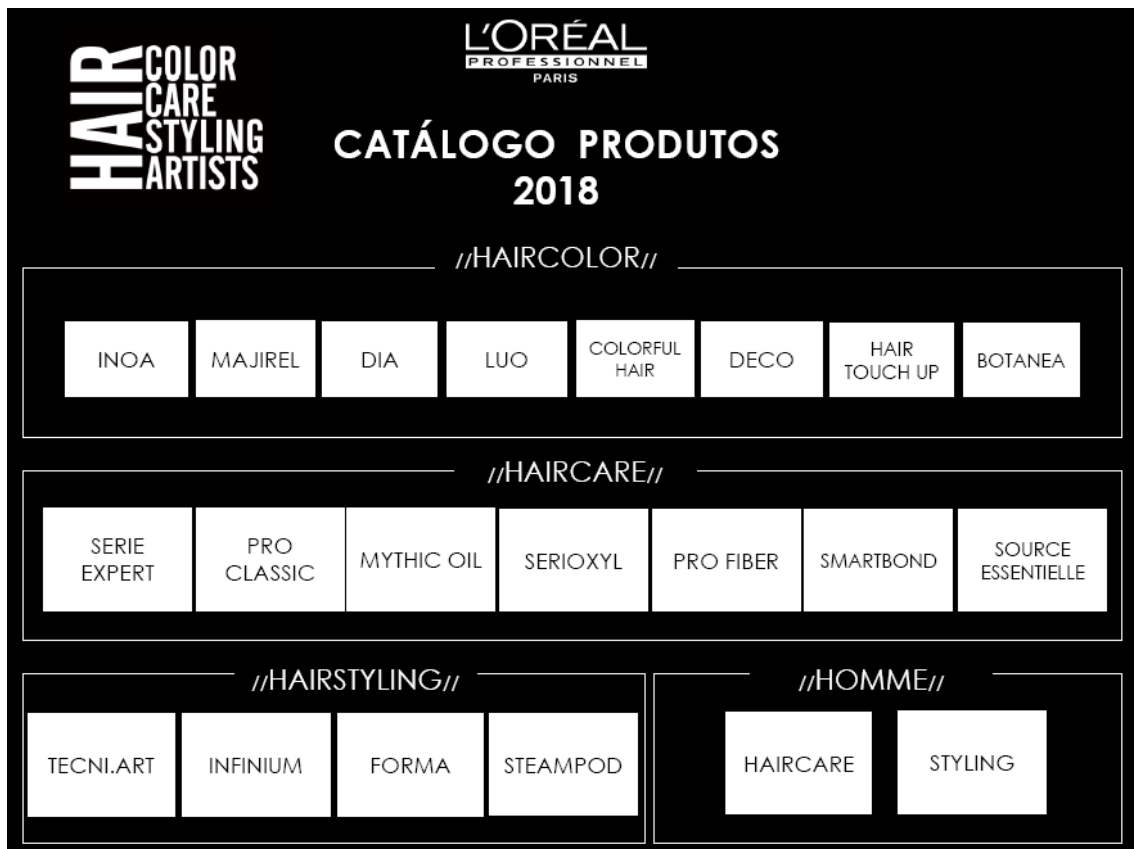 HAIR
COLOR
CARE
STYLING
ARTISTS
L'ORÉAL
PROFESSIONNEL
PARIS
CATÁLOGO PRODUTOS
2018
//HAIRCOLOR//
INOA
MAJIREL
DIA
LUO
COLORFUL
HAIR
DECO
HAIR
TOUCH UP
BOTANEA
//HAIRCARE//
SERIE
EXPERT
PRO
CLASSIC
MYTHIC OIL
SERIOXYL
PRO FIBER
SMARTBOND
SOURCE
ESSENTIELLE
//HAIRSTYLING//
TECNI.ART
INFINIUM
FORMA
STEAMPOD
//HOMME//
HAIRCARE
STYLING